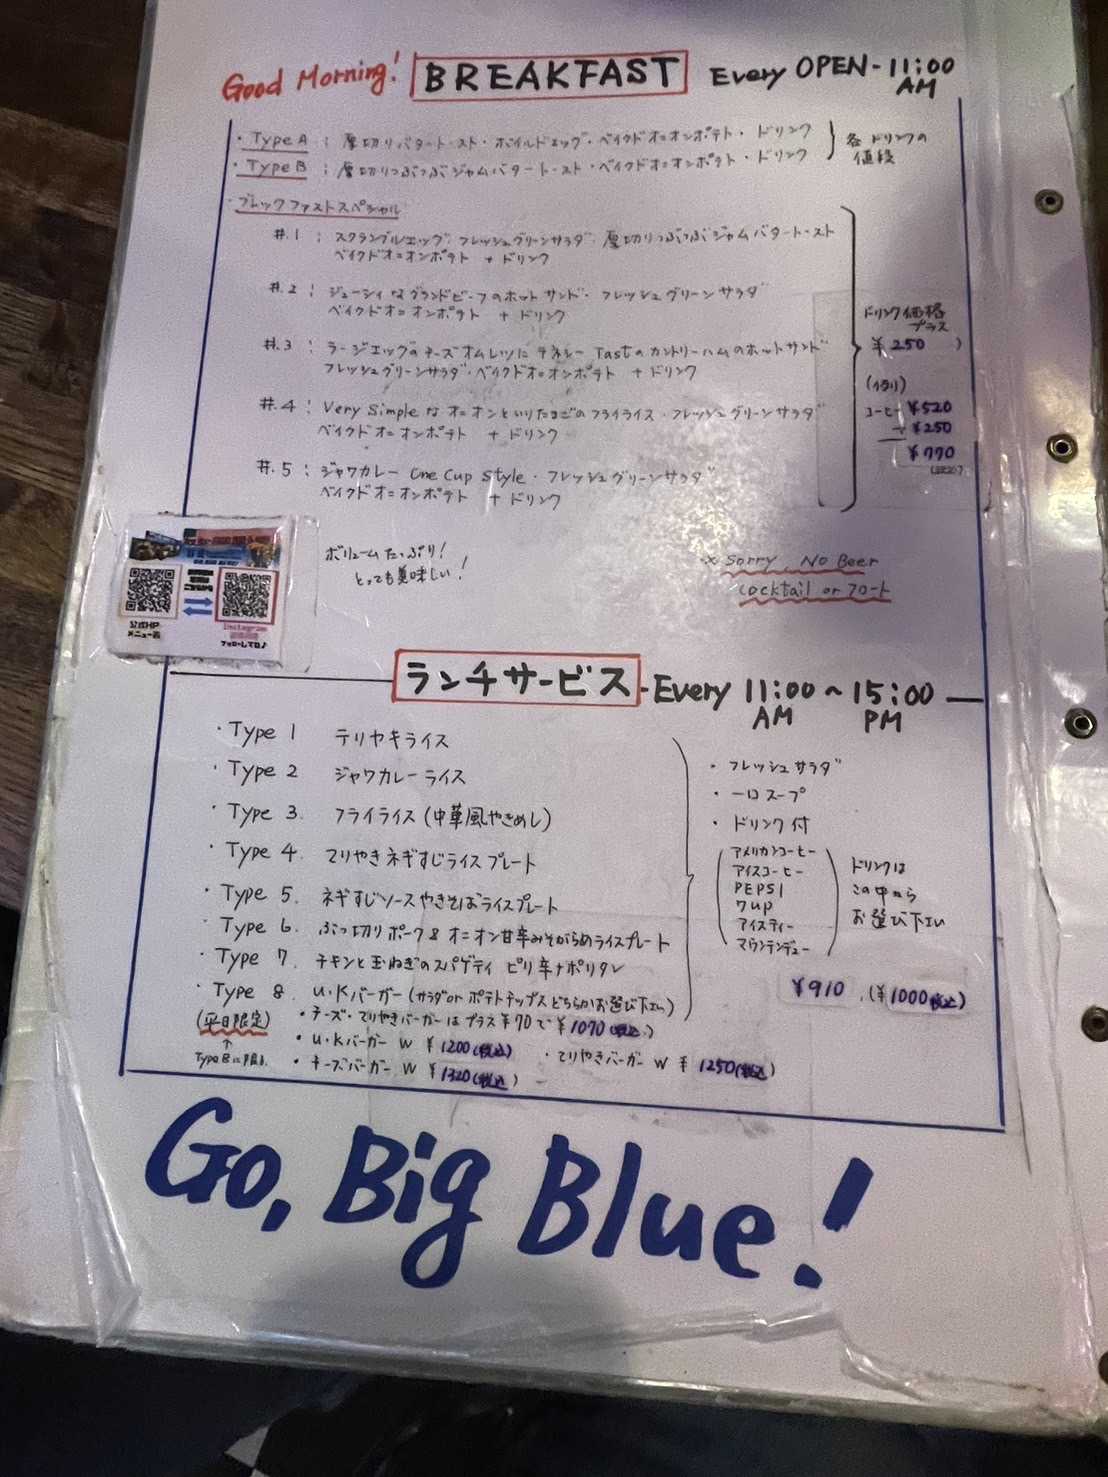 Good Morning! BREAKFAST Every OPEN - 11:00 AM
・Type A : 厚切りバタートースト・ボイルドエッグ・ベイクドオニオンポテト・ドリンク
・Type B : 厚切りつぶつぶジャムバタートースト・ベイクドオニオンポテト・ドリンク
各ドリンクの
値段
・ブレックファストスペシャル
#.1 : スクランブルエッグ・フレッシュグリーンサラダ・厚切りつぶつぶジャムバタートースト
ベイクドオニオンポテト + ドリンク
#.2 : ジューシィなグランドビーフのホットサンド・フレッシュグリーンサラダ
ベイクドオニオンポテト + ドリンク
#.3 : ラージエッグのチーズオムレツにテネシーTastのカントリーハムのホットサンド
フレッシュグリーンサラダ・ベイクドオニオンポテト + ドリンク
#.4 : Very Simpleなオニオンといりたまごのフライライス・フレッシュグリーンサラダ
ベイクドオニオンポテト + ドリンク
#.5 : ジャワカレー One Cup Style・フレッシュグリーンサラダ
ベイクドオニオンポテト + ドリンク
ドリンク価格
プラス
¥250
(例)
コーヒー ¥520
+ ¥250
¥770
公式HP
Instagram
フォローしてね♪
ボリュームたっぷり!
とっても美味しい!
※Sorry, No Beer
Cocktail or フロート
ランチサービス - Every 11:00 AM ~ 15:00 PM
・Type 1 テリヤキライス
・Type 2 ジャワカレーライス
・Type 3. フライライス(中華風やきめし)
・Type 4. てりやきネギすじライスプレート
・Type 5. ネギすじソースやきそばライスプレート
・Type 6. ぶつ切りポーク&オニオン甘辛みそがらめライスプレート
・Type 7. チキンと玉ねぎのスパゲティ ピリ辛ナポリタン
・Type 8. U.Kバーガー(サラダorポテトチップスどちらかお選び下さい)
(平日限定)
↑
・チーズ・てりやきバーガーはプラス¥70で¥1070(税込)
・U.Kバーガー W ¥1200(税込)
・てりやきバーガー W ¥1250(税込)
・チーズバーガー W ¥1320(税込)
・フレッシュサラダ
・一口スープ
・ドリンク付
アメリカンコーヒー
アイスコーヒー
PEPSI
7up
アイスティー
マウンテンデュー
ドリンクは
この中から
お選び下さい
¥910 (¥1000税込)
Go, Big Blue!